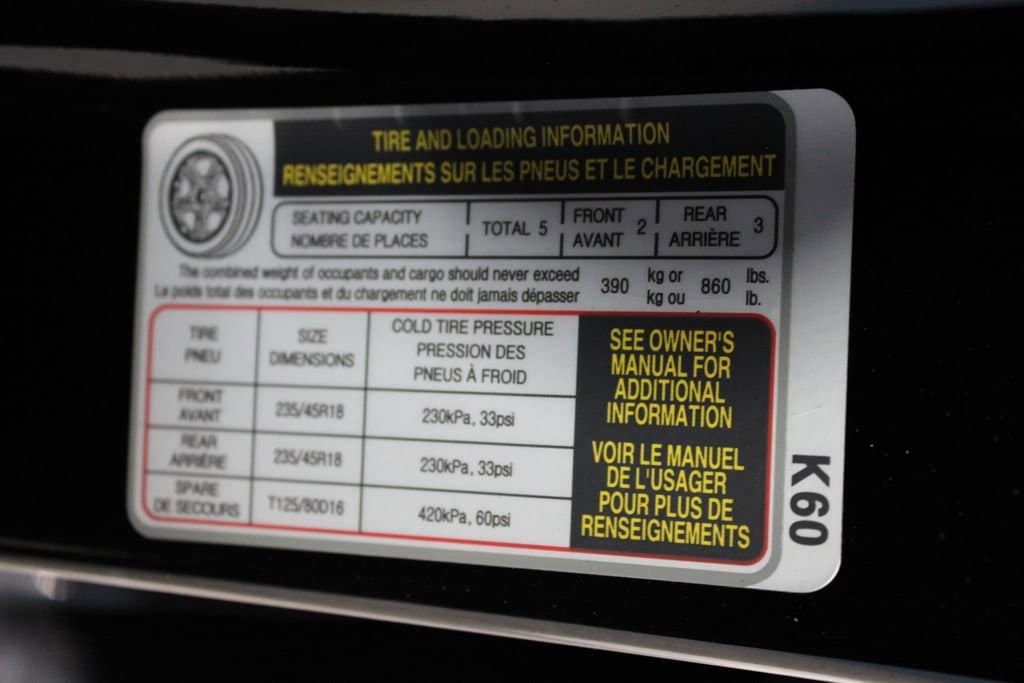 TIRE AND LOADING INFORMATION
RENSEIGNEMENTS SUR LES PNEUS ET LE CHARGEMENT
SEATING CAPACITY
NOMBRE DE PLACES
TOTAL 5
FRONT
AVANT
2
REAR
ARRIÈRE
3
The combined weight of occupants and cargo should never exceed
Le poids total des occupants et du chargement ne doit jamais dépasser
390
kg or
kg ou
860
lbs.
lb.
TIRE
PNEU
SIZE
DIMENSIONS
COLD TIRE PRESSURE
PRESSION DES
PNEUS À FROID
FRONT
AVANT
235/45R18
230kPa, 33psi
REAR
ARRIÈRE
235/45R18
230kPa, 33psi
SPARE
DE SECOURS
T125/80D16
420kPa, 60psi
SEE OWNER'S
MANUAL FOR
ADDITIONAL
INFORMATION
VOIR LE MANUEL
DE L'USAGER
POUR PLUS DE
RENSEIGNEMENTS
K60